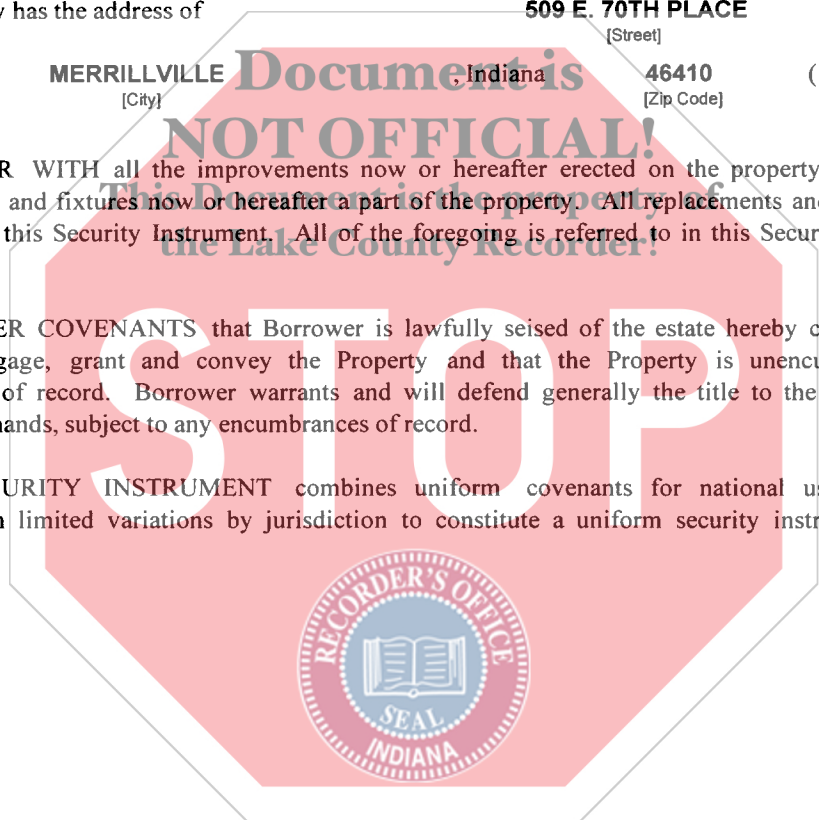 has the address of 509 E. 70TH PLACE
[Street]
MERRILLVILLE , Indiana 46410 (
[City] [Zip Code]
Document is
NOT OFFICIAL!
This Document is the property of
the Lake County Recorder!
R WITH all the improvements now or hereafter erected on the property
and fixtures now or hereafter a part of the property. All replacements and
this Security Instrument. All of the foregoing is referred to in this Secur
ER COVENANTS that Borrower is lawfully seised of the estate hereby c
gage, grant and convey the Property and that the Property is unencu
of record. Borrower warrants and will defend generally the title to the
ands, subject to any encumbrances of record.
URITY INSTRUMENT combines uniform covenants for national u
limited variations by jurisdiction to constitute a uniform security instr
STOP
RECORDER'S OFFICE
SEAL
INDIANA